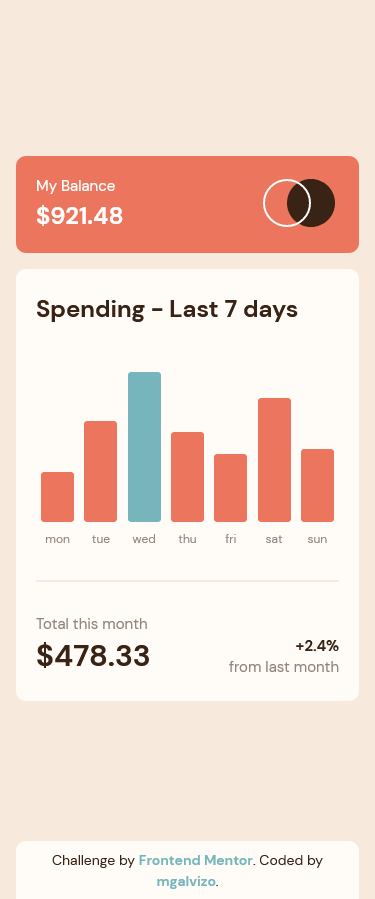 My Balance
$921.48
Spending - Last 7 days
mon tue wed thu fri sat sun
Total this month
$478.33
+2.4%
from last month
Challenge by Frontend Mentor. Coded by
mgalvizo.